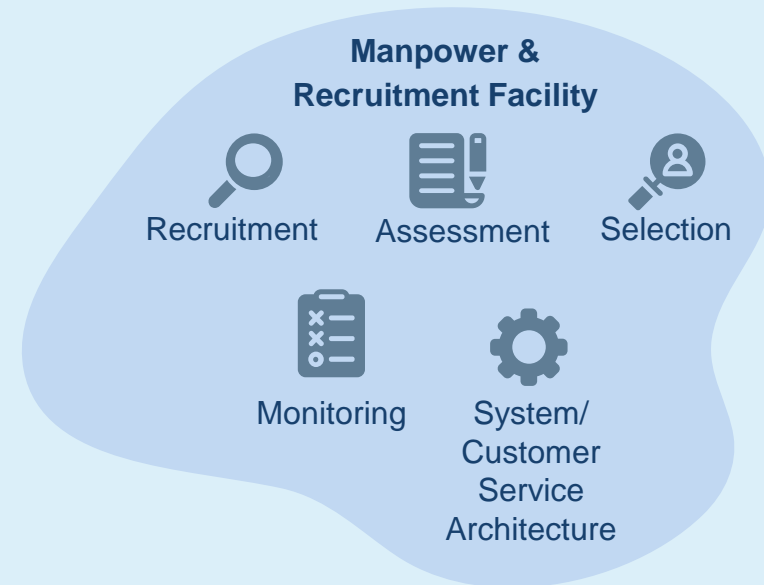 Manpower &
Recruitment Facility
Recruitment
Assessment
Selection
Monitoring
System/
Customer
Service
Architecture